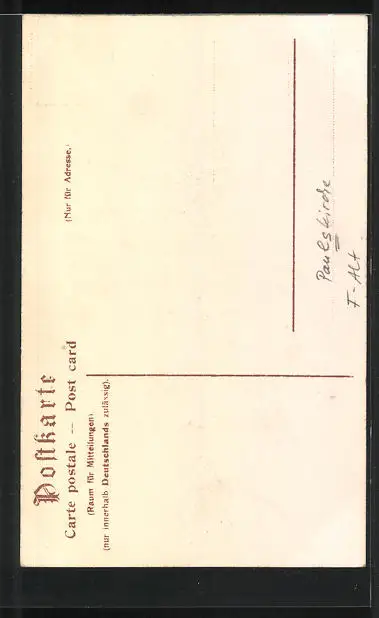 Postkarte
Carte postale — Post card
(Raum für Mitteilungen)
(nur innerhalb Deutschlands zulässig).
(Nur für Adresse.)
Paulskirche
F-Alt